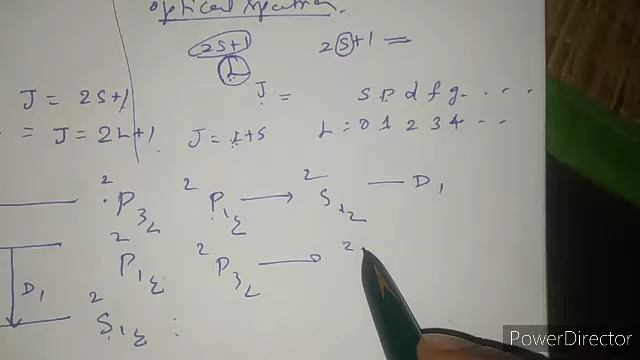 Optical Spectrum.
2S+1 2S+1 =
L J =
S P d f g . . . . .
J = 2S+1
L = 0 1 2 3 4 - -
= J = 2L+1 J = L+S
²P₃⁄₂ ²P₁⁄₂ → ²S₁⁄₂ — D₁
²P₁⁄₂ ²P₃⁄₂ → 2
D₁
²S₁⁄₂ :
PowerDirector